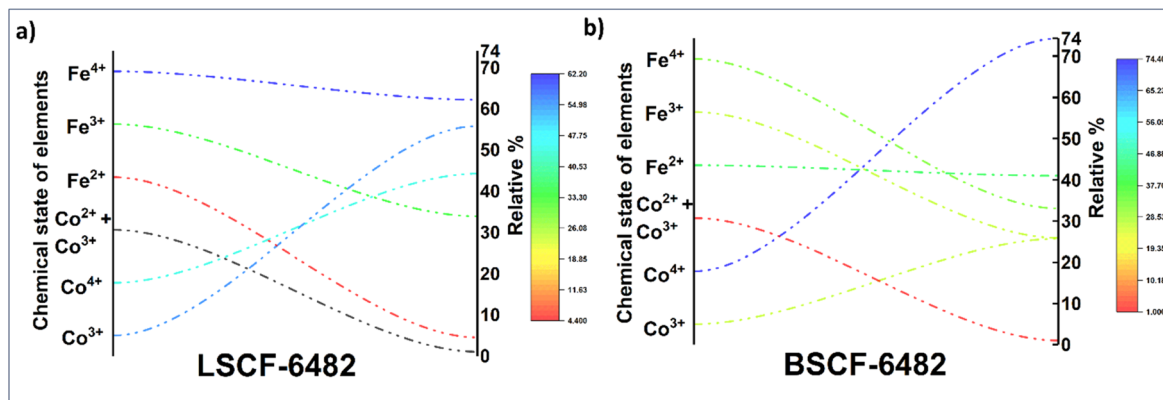 a)
Chemical state of elements
Fe⁴⁺
Fe³⁺
Fe²⁺
Co²⁺ +
Co³⁺
Co⁴⁺
Co³⁺
74
70
60
50
40
30
20
10
0
Relative %
62.20
54.98
47.75
40.53
33.30
26.08
18.85
11.63
4.400
LSCF-6482
b)
Chemical state of elements
Fe⁴⁺
Fe³⁺
Fe²⁺
Co²⁺ +
Co³⁺
Co⁴⁺
Co³⁺
74
70
60
50
40
30
20
10
0
Relative %
74.40
65.23
56.05
46.88
37.70
28.53
19.35
10.18
1.000
BSCF-6482